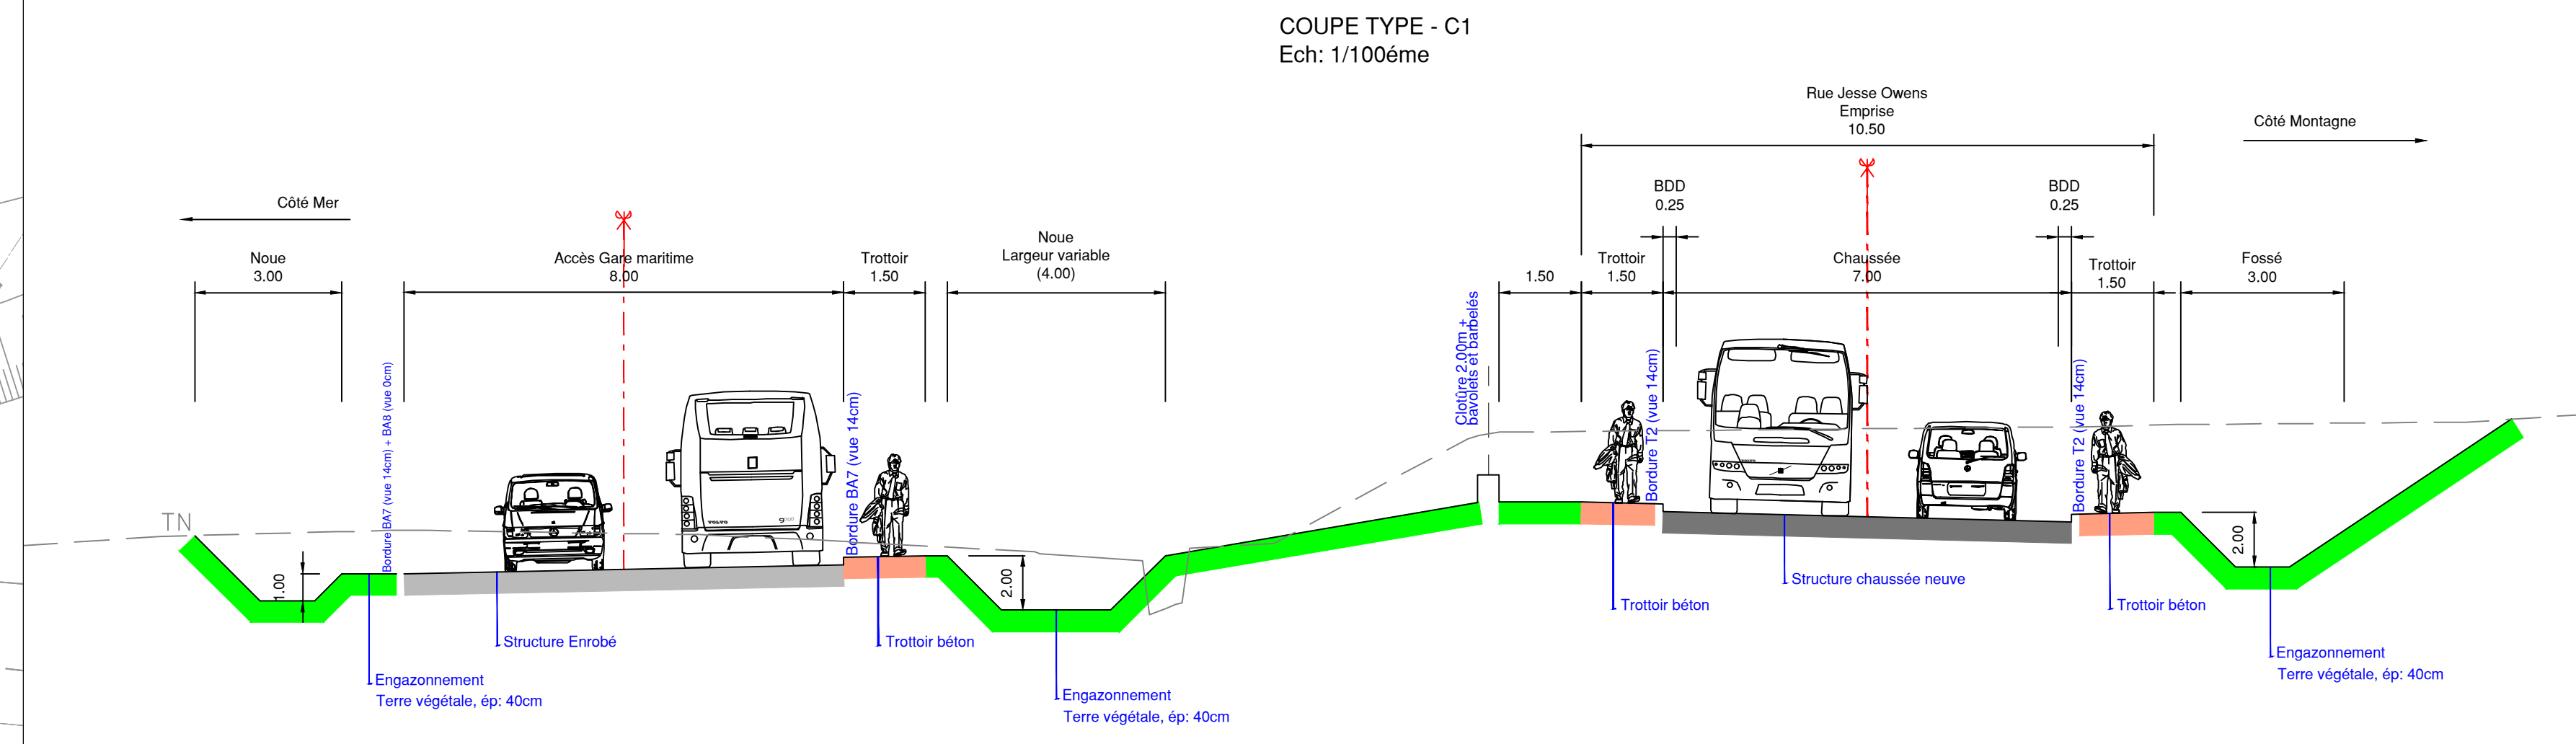 COUPE TYPE - C1
Ech: 1/100éme
Rue Jesse Owens
Emprise
10.50
Côté Montagne
Côté Mer
BDD
0.25
BDD
0.25
Noue
3.00
Accès Gare maritime
8.00
Trottoir
1.50
Noue
Largeur variable
(4.00)
1.50
Trottoir
1.50
Chaussée
7.00
Trottoir
1.50
Fossé
3.00
TN
Bordure BA7 (vue 14cm) + BA8 (vue 0cm)
Bordure BA7 (vue 14cm)
Clotûre 2.00m +
bavolets et barbelés
Bordure T2 (vue 14cm)
Bordure T2 (vue 14cm)
VOLVO
1.00
2.00
2.00
Structure Enrobé
Trottoir béton
Structure chaussée neuve
Trottoir béton
Trottoir béton
Engazonnement
Terre végétale, ép: 40cm
Engazonnement
Terre végétale, ép: 40cm
Engazonnement
Terre végétale, ép: 40cm